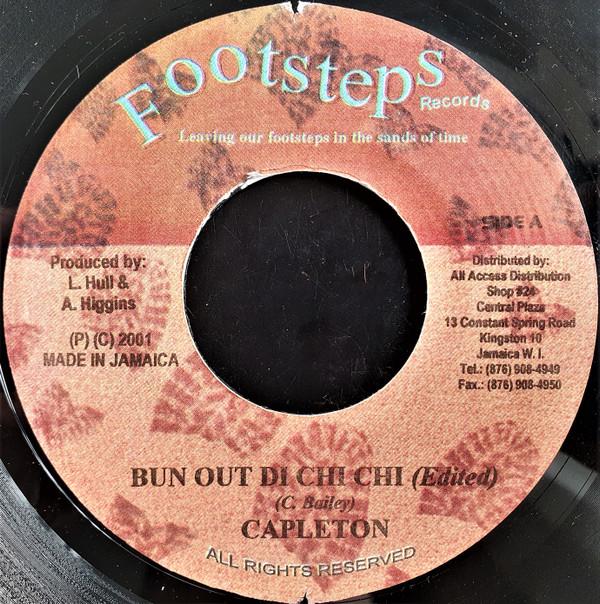 Footsteps
Records
Leaving our footsteps in the sands of time
SIDE A
Produced by:
L. Hull &
A. Higgins
(P) (C) 2001
MADE IN JAMAICA
Distributed by:
All Access Distribution
Shop #24
Central Plaza
13 Constant Spring Road
Kingston 10
Jamaica W. I.
Tel.: (876) 908-4949
Fax.: (876) 908-4950
BUN OUT DI CHI CHI (Edited)
(C. Bailey)
CAPLETON
ALL RIGHTS RESERVED